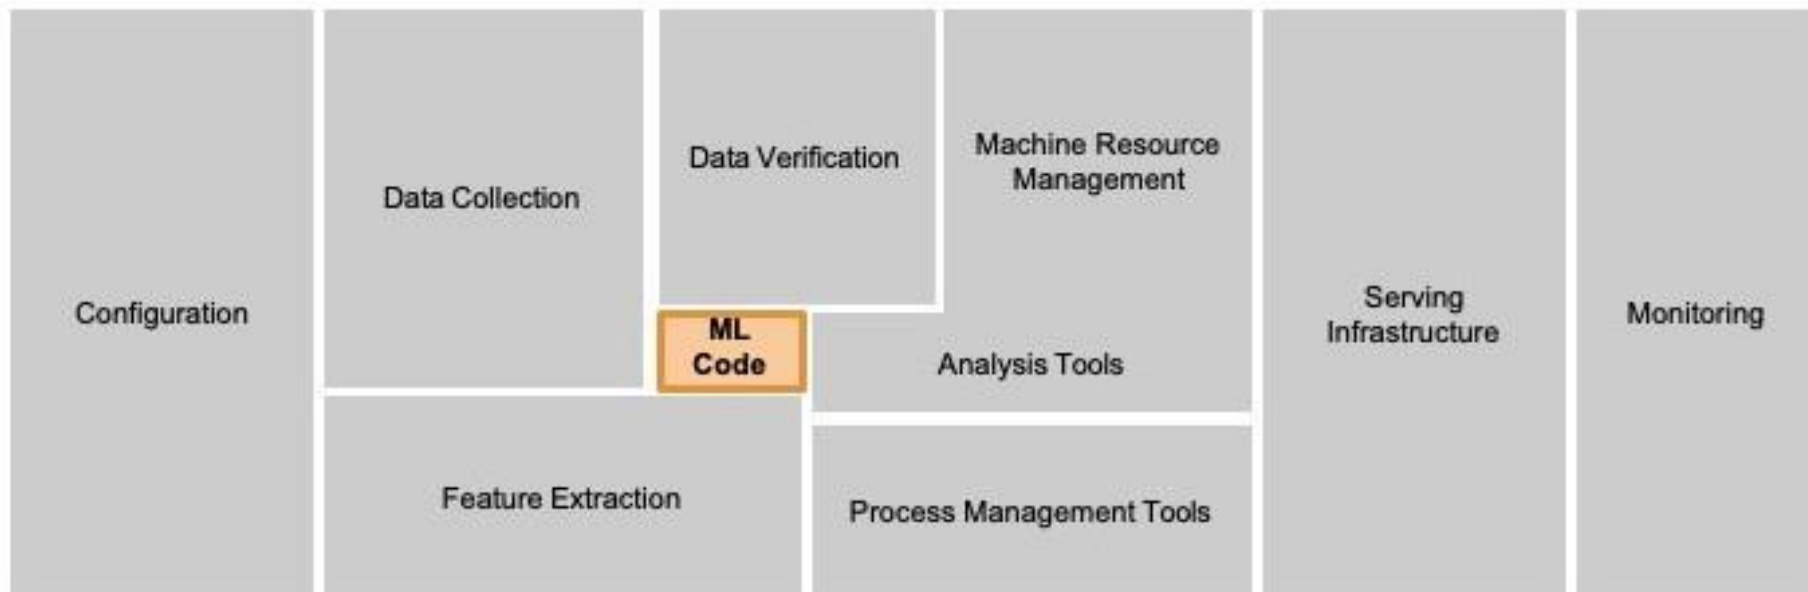 Configuration
Data Collection
Data Verification
Machine Resource
Management
ML
Code
Analysis Tools
Feature Extraction
Process Management Tools
Serving
Infrastructure
Monitoring